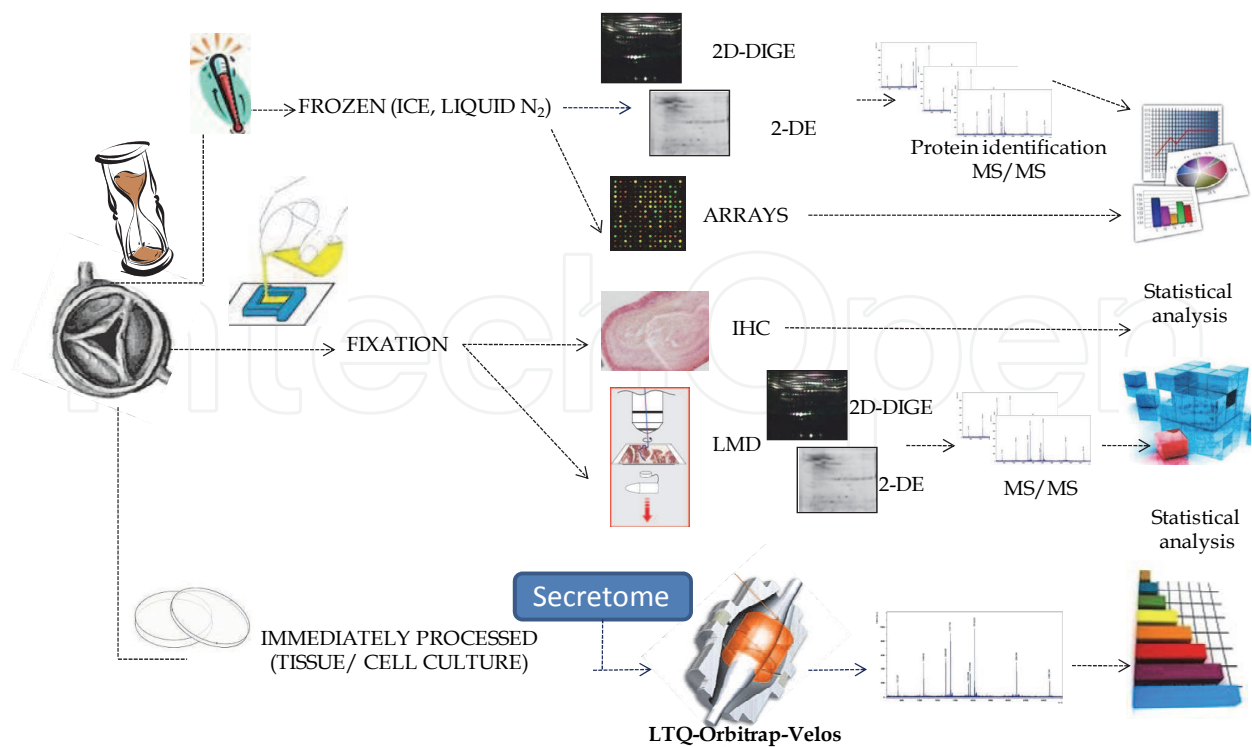 2D-DIGE
FROZEN (ICE, LIQUID N₂)
2-DE
Protein identification
MS/MS
ARRAYS
Statistical
analysis
IHC
FIXATION
2D-DIGE
LMD
2-DE
MS/MS
Statistical
analysis
Secretome
IMMEDIATELY PROCESSED
(TISSUE/ CELL CULTURE)
LTQ-Orbitrap-Velos
IntechOpen